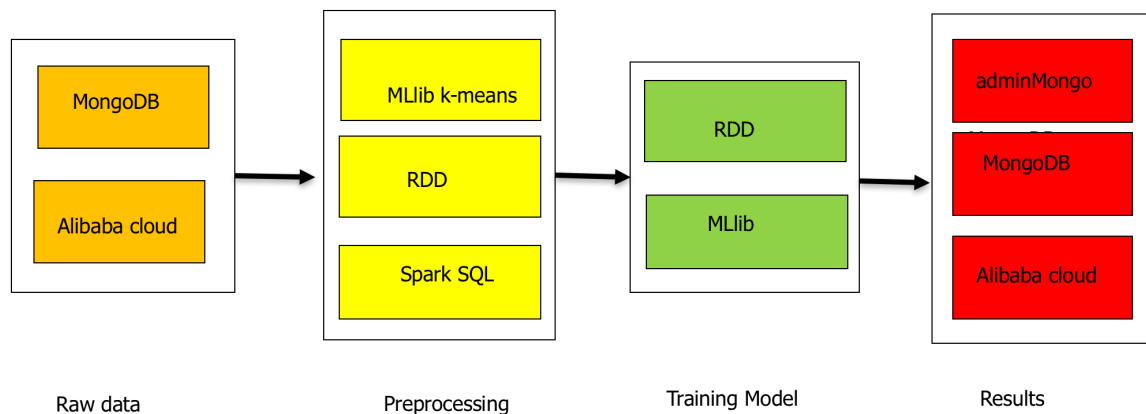 MongoDB
Alibaba cloud
Raw data
MLlib k-means
RDD
Spark SQL
Preprocessing
RDD
MLlib
Training Model
adminMongo
MongoDB
Alibaba cloud
Results